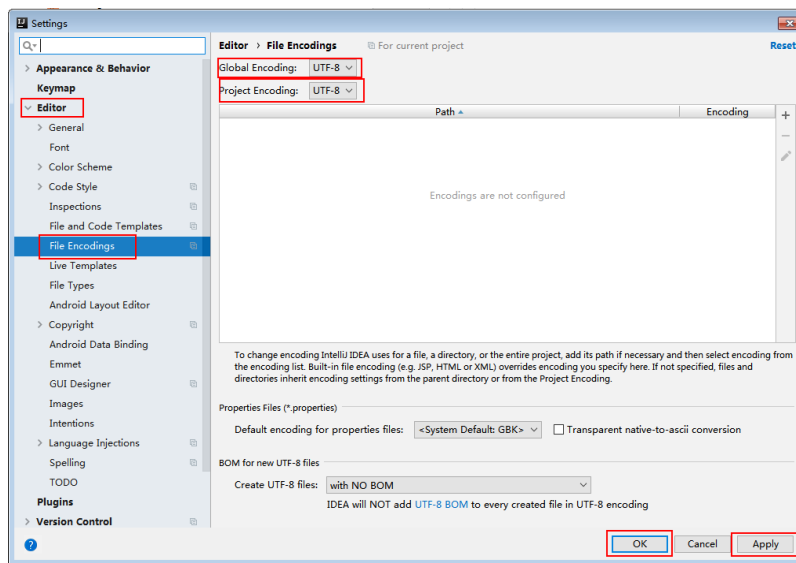 Settings
Editor › File Encodings For current project Reset
Appearance & Behavior
Keymap
Editor
General
Font
Color Scheme
Code Style
Inspections
File and Code Templates
File Encodings
Live Templates
File Types
Android Layout Editor
Copyright
Android Data Binding
Emmet
GUI Designer
Images
Intentions
Language Injections
Spelling
TODO
Plugins
Version Control
Global Encoding: UTF-8
Project Encoding: UTF-8
Path Encoding
Encodings are not configured
To change encoding IntelliJ IDEA uses for a file, a directory, or the entire project, add its path if necessary and then select encoding from
the encoding list. Built-in file encoding (e.g. JSP, HTML or XML) overrides encoding you specify here. If not specified, files and
directories inherit encoding settings from the parent directory or from the Project Encoding.
Properties Files (*.properties)
Default encoding for properties files: <System Default: GBK> Transparent native-to-ascii conversion
BOM for new UTF-8 files
Create UTF-8 files: with NO BOM
IDEA will NOT add UTF-8 BOM to every created file in UTF-8 encoding
? OK Cancel Apply